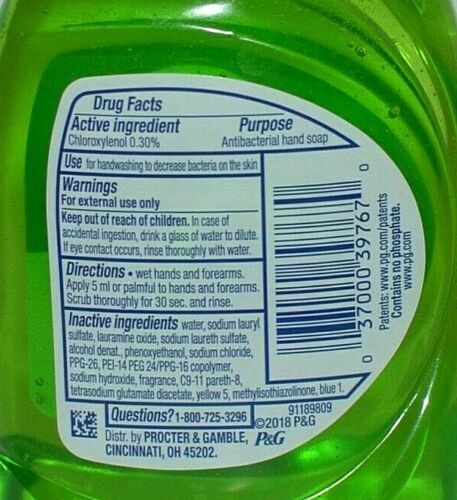 Drug Facts
Active ingredient Purpose
Chloroxylenol 0.30% Antibacterial hand soap
Use for handwashing to decrease bacteria on the skin
Warnings
For external use only
Keep out of reach of children. In case of
accidental ingestion, drink a glass of water to dilute.
If eye contact occurs, rinse thoroughly with water.
Directions • wet hands and forearms.
Apply 5 ml or palmful to hands and forearms.
Scrub thoroughly for 30 sec. and rinse.
Inactive ingredients water, sodium lauryl
sulfate, lauramine oxide, sodium laureth sulfate,
alcohol denat., phenoxyethanol, sodium chloride,
PPG-26, PEI-14 PEG 24/PPG-16 copolymer,
sodium hydroxide, fragrance, C9-11 pareth-8,
tetrasodium glutamate diacetate, yellow 5, methylisothiazolinone, blue 1.
Questions? 1-800-725-3296
91189809
©2018 P&G
Distr. by PROCTER & GAMBLE, P&G
CINCINNATI, OH 45202.
0 37000 39767 0
Patents: www.pg.com/patents
Contains no phosphate.
www.pg.com